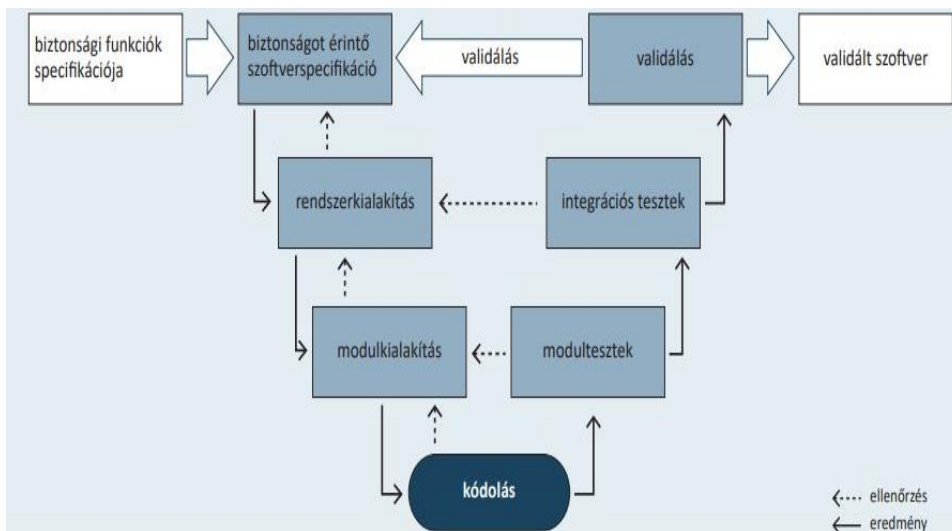 biztonsági funkciók
specifikációja
biztonságot érintő
szoftverspecifikáció
validálás
validálás
validált szoftver
rendszerkialakítás
integrációs tesztek
modulkialakítás
modultesztek
kódolás
ellenőrzés
eredmény